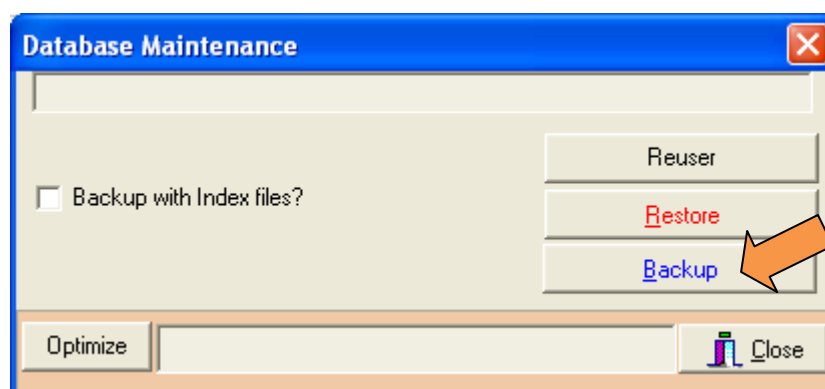 Database Maintenance
Reuser
Backup with Index files?
Restore
Backup
Optimize
Close